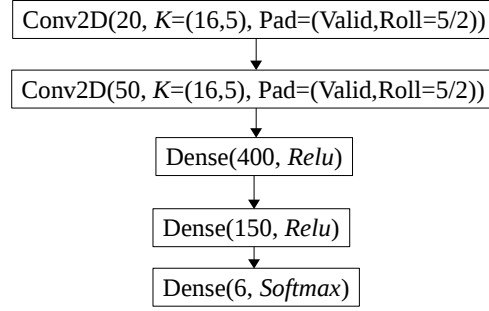 Conv2D(20, K=(16,5), Pad=(Valid,Roll=5/2))
Conv2D(50, K=(16,5), Pad=(Valid,Roll=5/2))
Dense(400, Relu)
Dense(150, Relu)
Dense(6, Softmax)